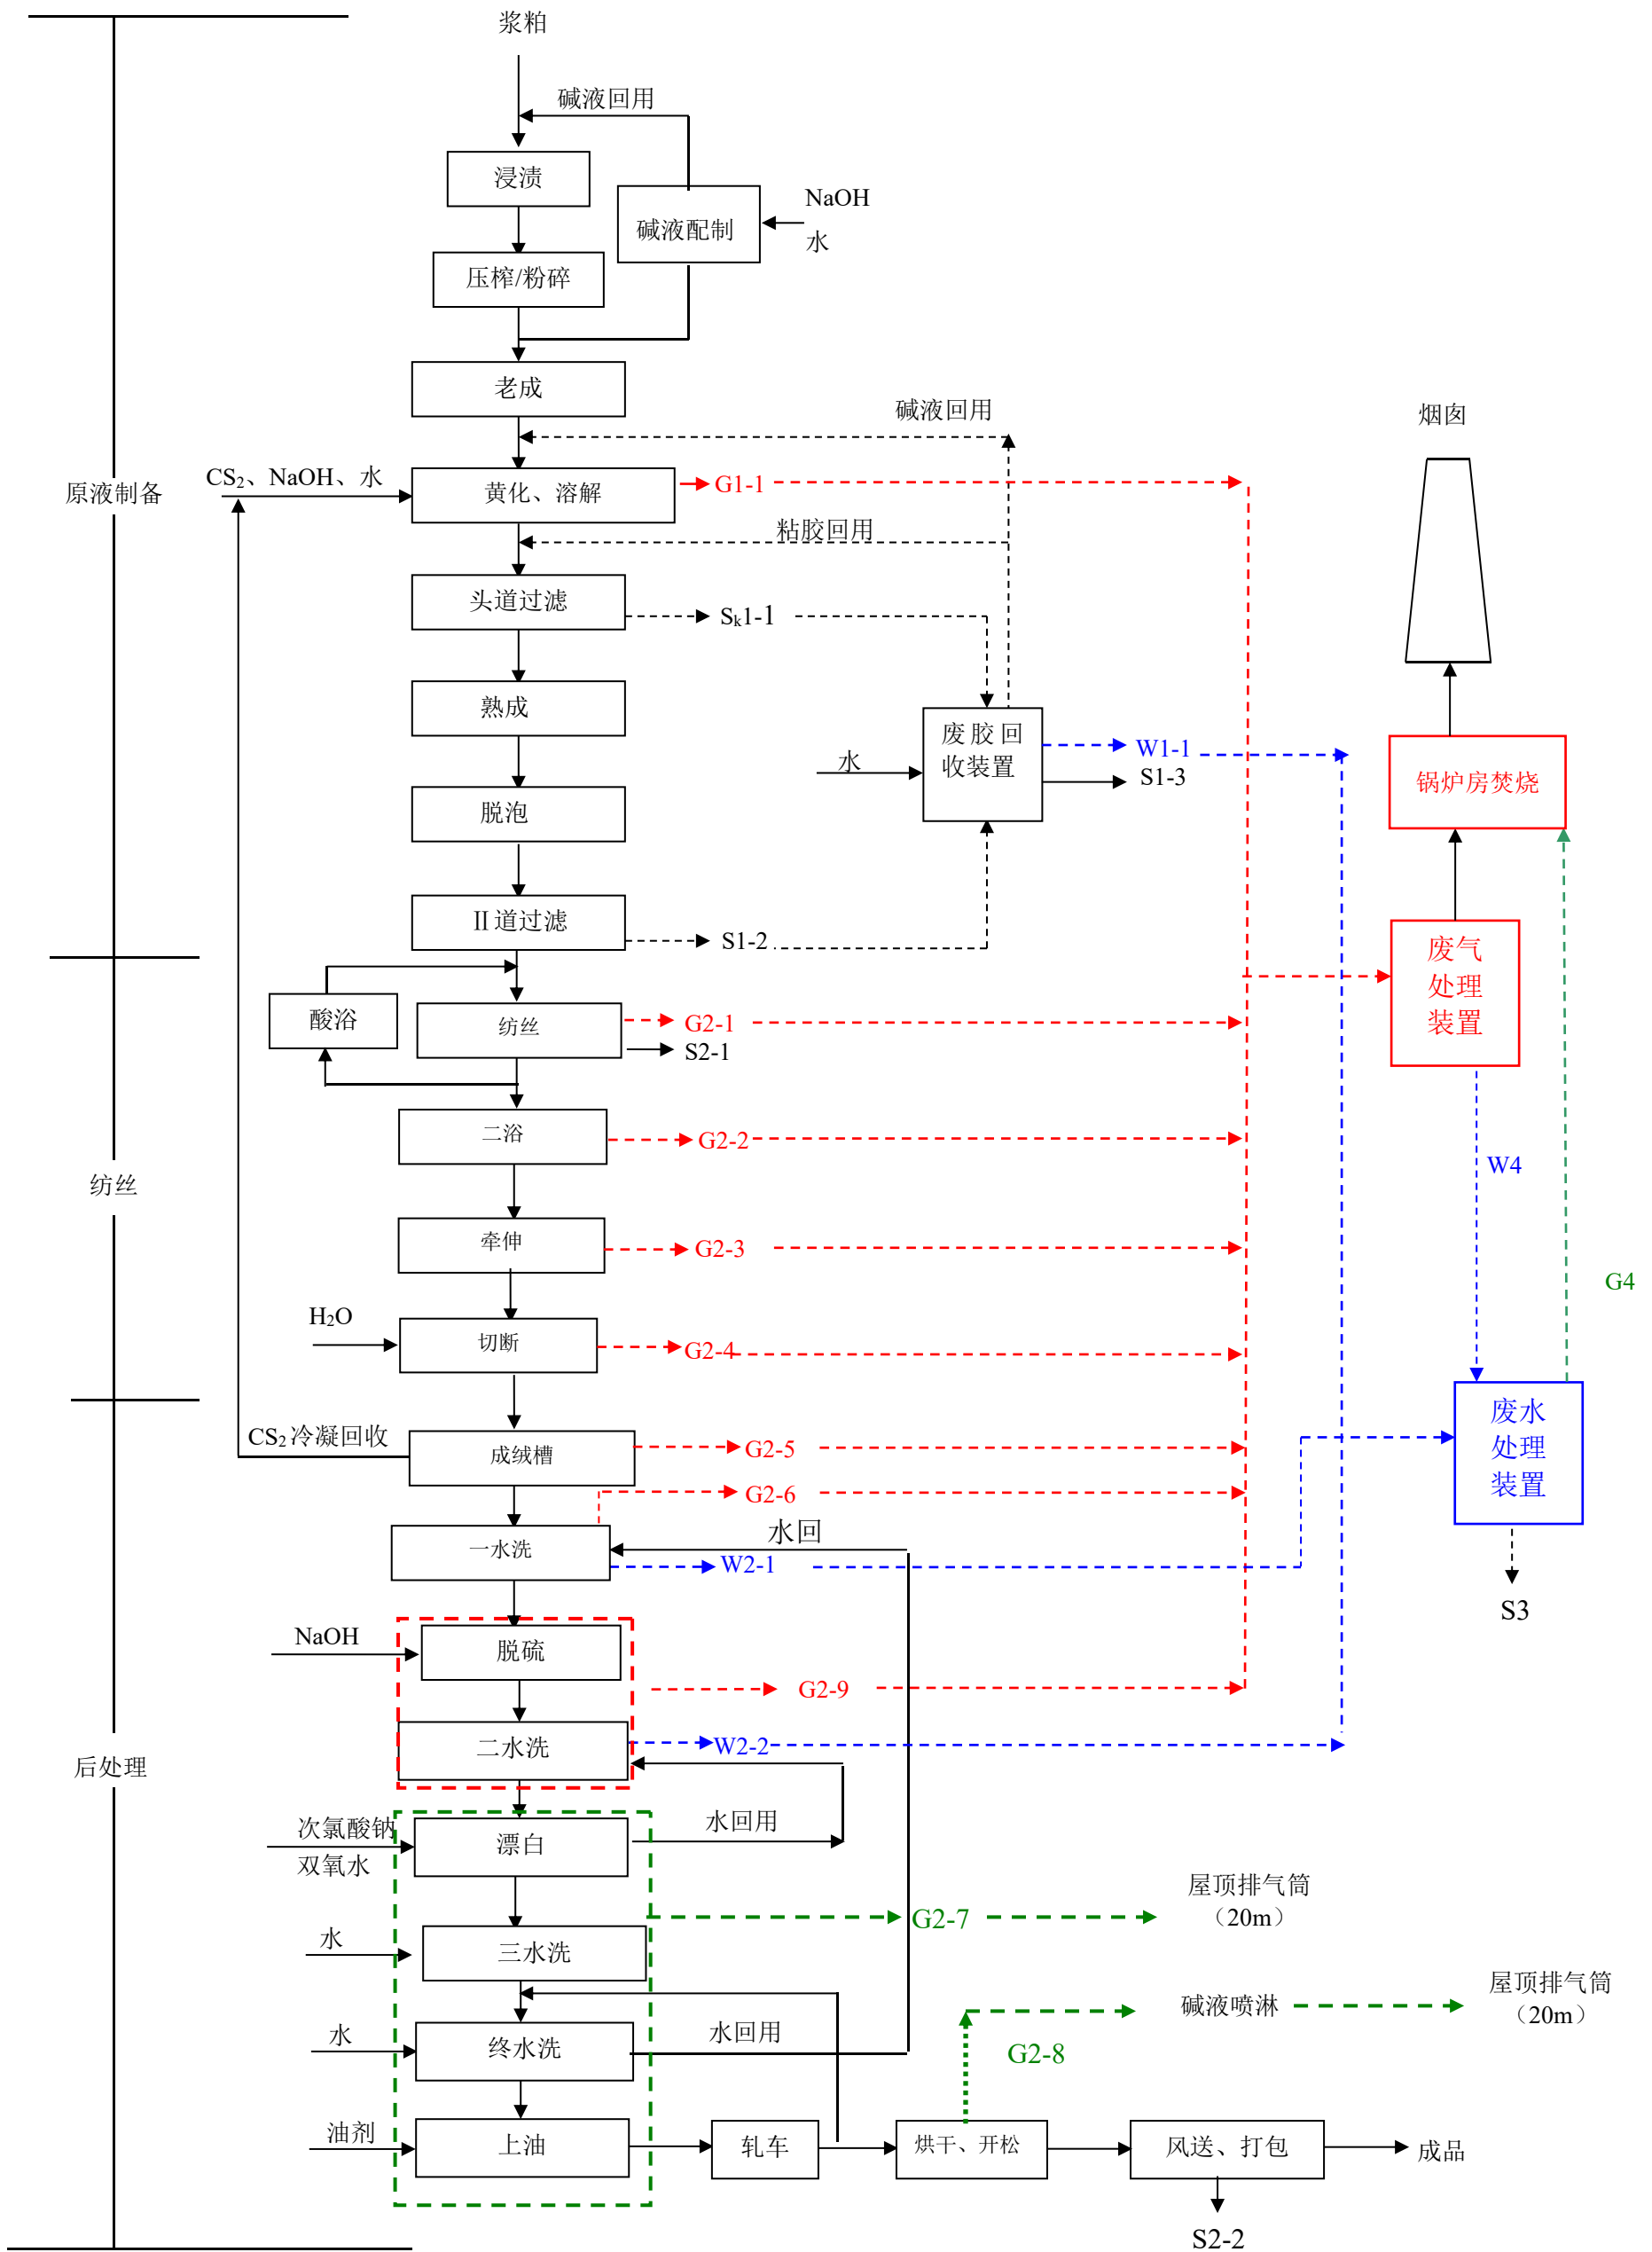 浆粕
碱液回用
浸渍
NaOH
碱液配制
水
压榨/粉碎
老成
碱液回用
烟囱
CS₂、NaOH、水
黄化、溶解
G1-1
原液制备
粘胶回用
头道过滤
Sₖ1-1
熟成
废胶回
收装置
水
W1-1
S1-3
锅炉房焚烧
脱泡
II道过滤
S1-2
废气
处理
装置
酸浴
纺丝
G2-1
S2-1
二浴
G2-2
W4
纺丝
牵伸
G2-3
G4
H₂O
切断
G2-4
CS₂冷凝回收
成绒槽
G2-5
废水
处理
装置
G2-6
水回
一水洗
W2-1
S3
NaOH
脱硫
G2-9
二水洗
W2-2
后处理
次氯酸钠
双氧水
漂白
水回用
屋顶排气筒
（20m）
G2-7
水
三水洗
碱液喷淋
屋顶排气筒
（20m）
水
终水洗
水回用
G2-8
油剂
上油
轧车
烘干、开松
风送、打包
成品
S2-2